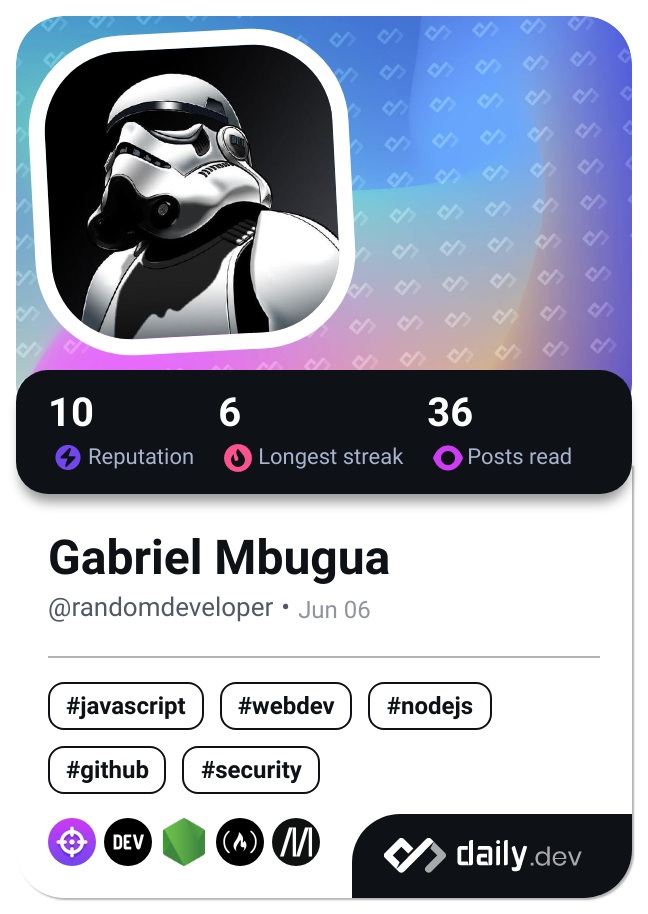 10 6 36
Reputation Longest streak Posts read
Gabriel Mbugua
@randomdeveloper • Jun 06
#javascript #webdev #nodejs
#github #security
DEV
daily.dev